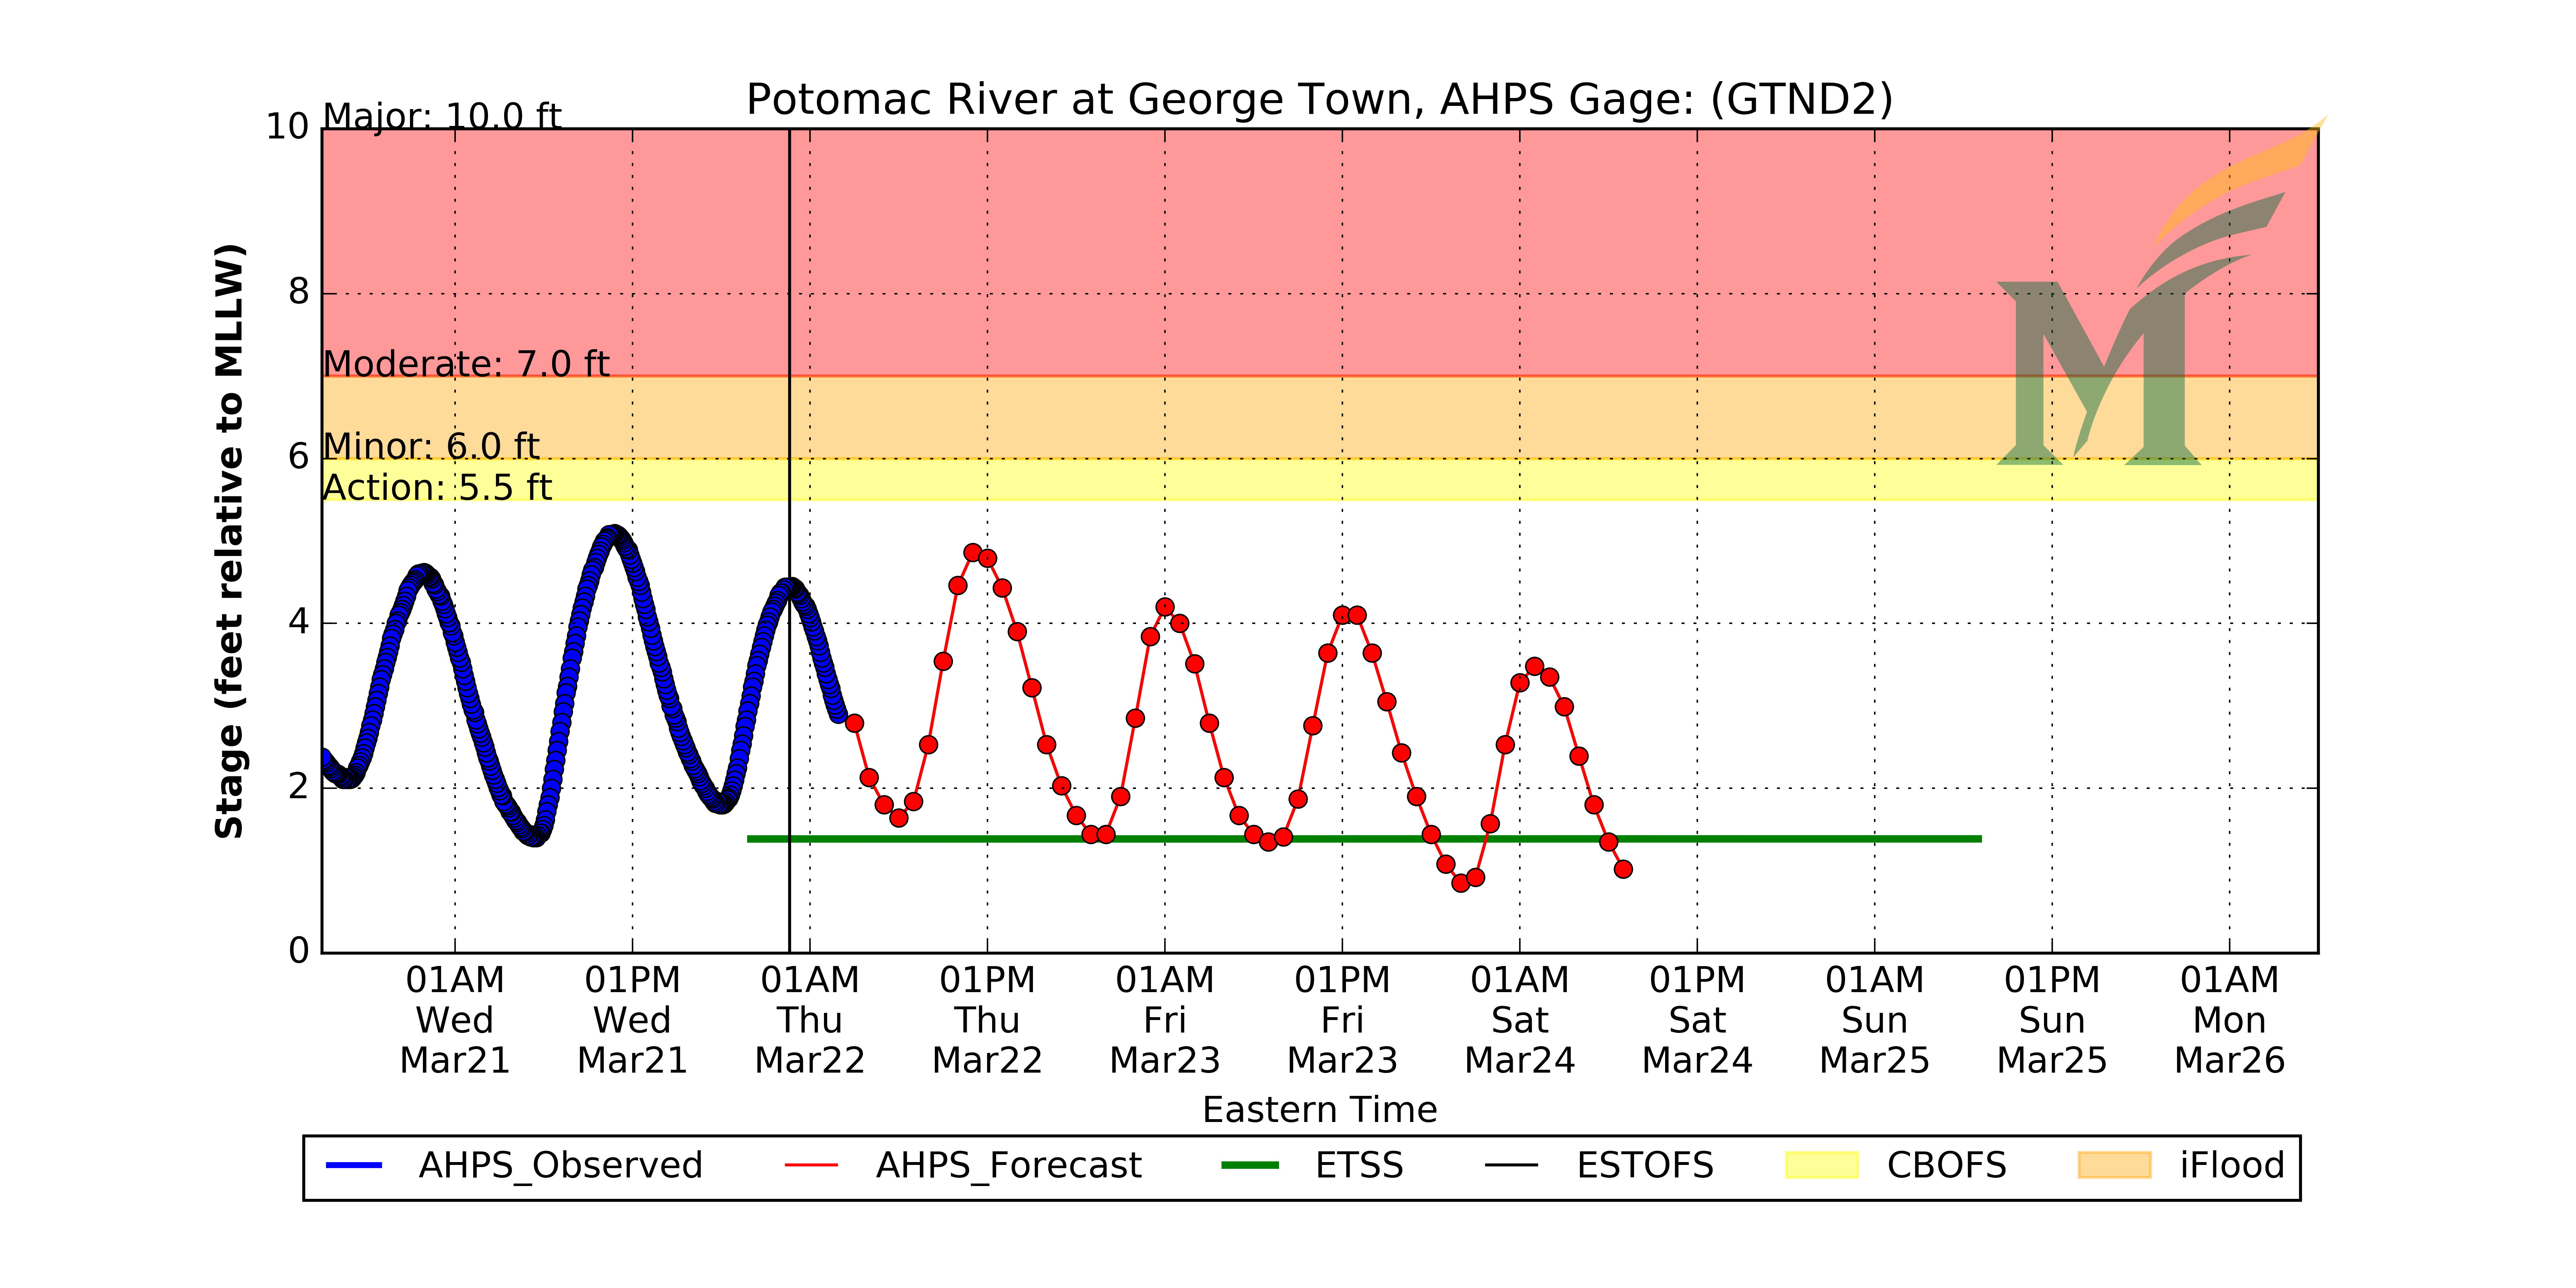 Potomac River at George Town, AHPS Gage: (GTND2)
Major: 10.0 ft
Moderate: 7.0 ft
Minor: 6.0 ft
Action: 5.5 ft
10
8
6
4
2
0
Stage (feet relative to MLLW)
01AM 01PM 01AM 01PM 01AM 01PM 01AM 01PM 01AM 01PM 01AM
Wed Wed Thu Thu Fri Fri Sat Sat Sun Sun Mon
Mar21 Mar21 Mar22 Mar22 Mar23 Mar23 Mar24 Mar24 Mar25 Mar25 Mar26
Eastern Time
AHPS_Observed AHPS_Forecast ETSS ESTOFS CBOFS iFlood
M